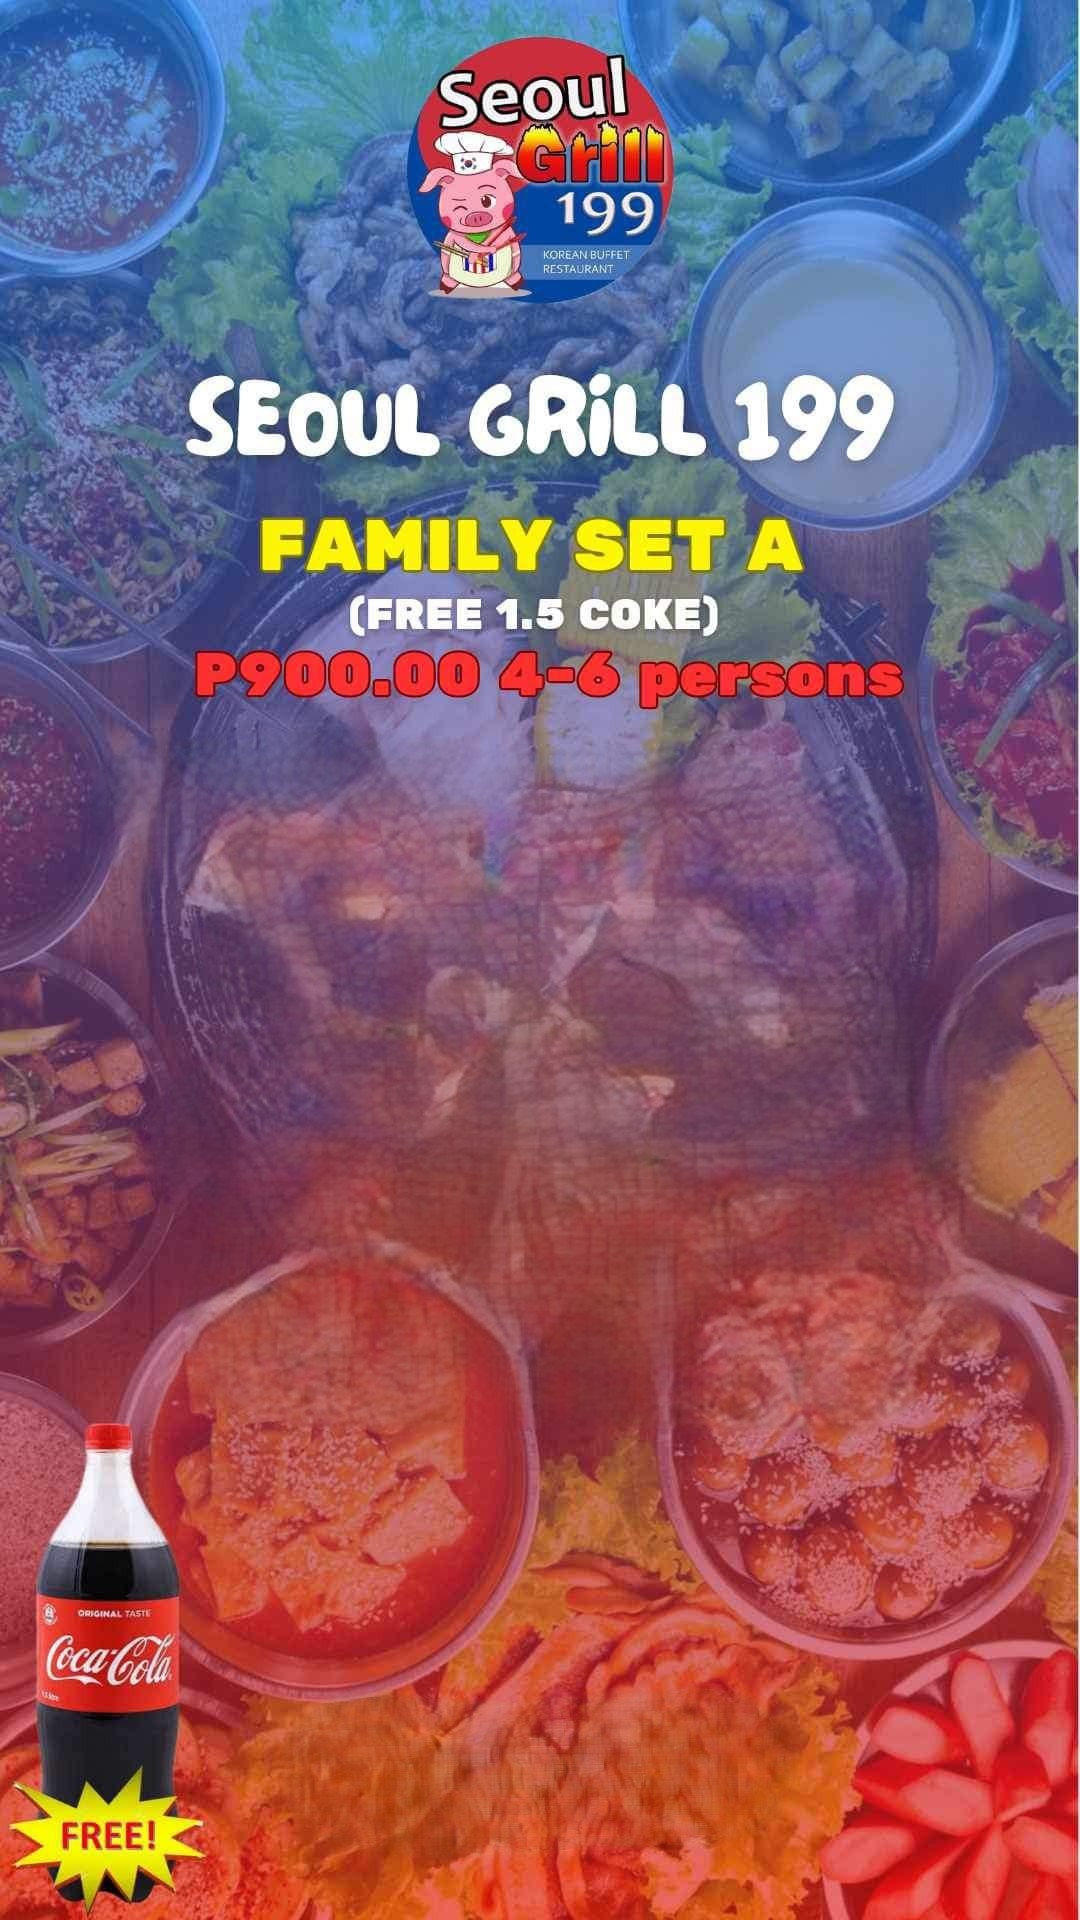 Seoul
Grill
199
KOREAN BUFFET
RESTAURANT
SEOUL GRiLL 199
FAMILY SET A
(FREE 1.5 COKE)
P900.00 4-6 persons
ORIGINAL TASTE
Coca-Cola
FREE!